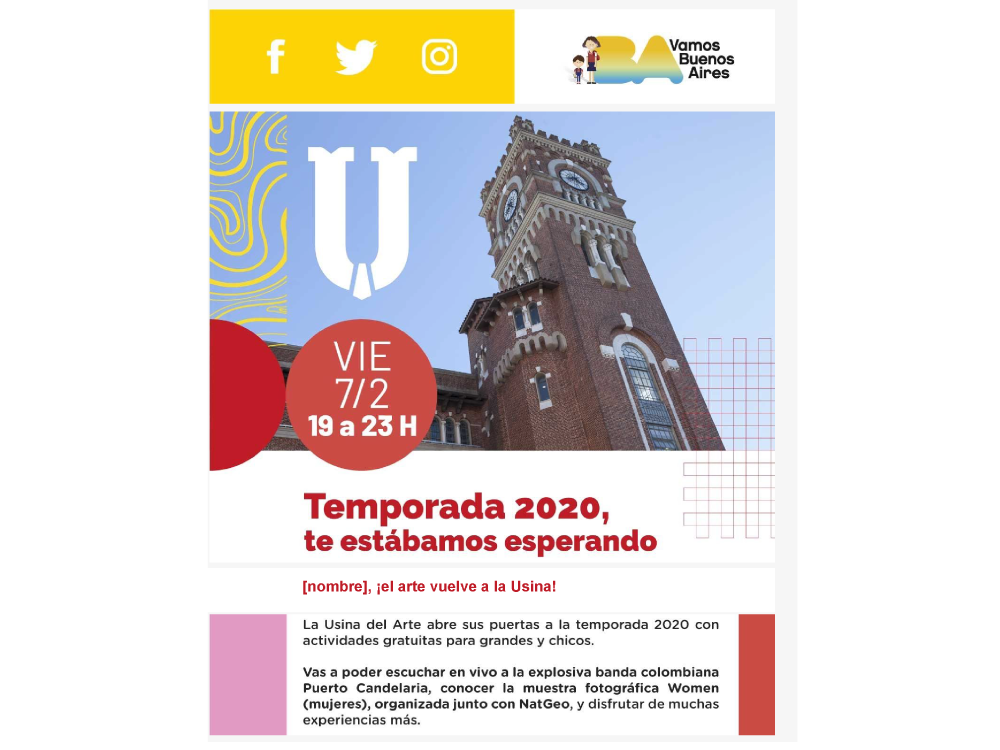 BA
Vamos
Buenos
Aires
U
VIE
7/2
19 a 23 H
Temporada 2020,
te estábamos esperando
[nombre], ¡el arte vuelve a la Usina!
La Usina del Arte abre sus puertas a la temporada 2020 con
actividades gratuitas para grandes y chicos.
Vas a poder escuchar en vivo a la explosiva banda colombiana
Puerto Candelaria, conocer la muestra fotográfica Women
(mujeres), organizada junto con NatGeo, y disfrutar de muchas
experiencias más.